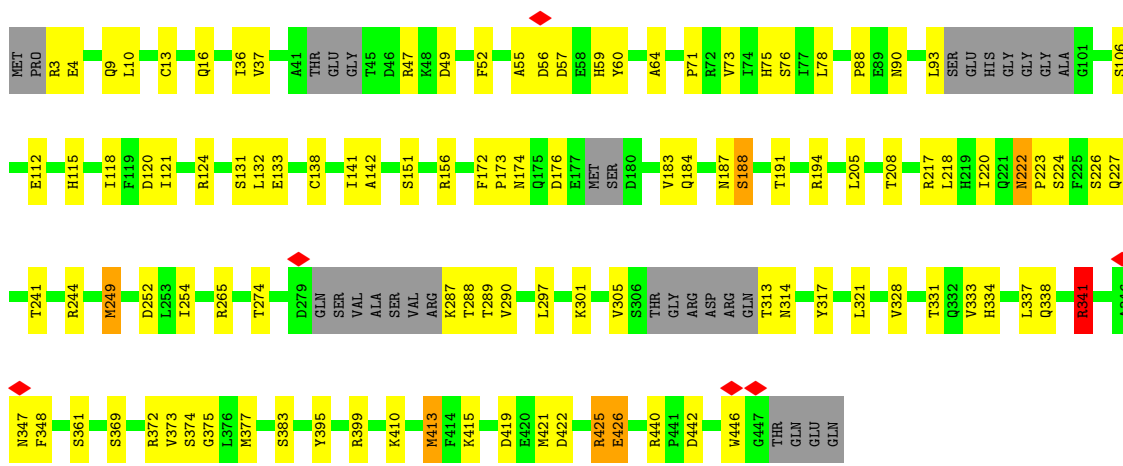 MET PRO R3 E4 Q9 L10 C13 Q16 I36 V37 A41 THR GLU GLY T45 D46 R47 K48 D49 F52 A55 D56 D57 E58 H59 Y60 A64 P71 R72 V73 I74 H75 S76 I77 L78 P88 E89 N90 L93 SER GLU HIS GLY GLY GLY ALA G101 S106
E112 H115 I118 F119 D120 I121 R124 S131 L132 E133 C138 I141 A142 S151 R156 F172 P173 N174 Q175 D176 E177 MET SER D180 V183 Q184 N187 S188 T191 R194 L205 T208 R217 L218 H219 I220 Q221 N222 P223 S224 F225 S226 Q227
T241 R244 M249 D252 L253 I254 R265 T274 D279 GLN SER VAL ALA SER VAL ARG K287 T288 T289 V290 L297 K301 V305 S306 THR GLY ARG ASP ARG GLN T313 N314 Y317 L321 V328 T331 Q332 V333 H334 L337 Q338 R341
N347 F348 S361 S369 R372 V373 S374 G375 L376 M377 S383 Y395 R399 K410 M413 F414 K415 D419 E420 M421 D422 R425 E426 R440 P441 D442 W446 G447 THR GLN GLU GLN